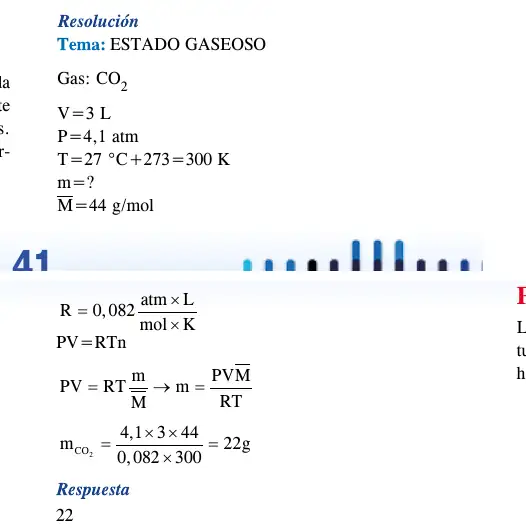 Resolución
Tema: ESTADO GASEOSO
Gas: CO₂
V=3 L
P=4,1 atm
T=27 °C+273=300 K
m=?
M̅=44 g/mol
41
R = 0,082 atm × L / mol × K
PV=RTn
PV = RT m / M̅ → m = PVM̅ / RT
m_CO₂ = 4,1×3×44 / 0,082×300 = 22g
Respuesta
22